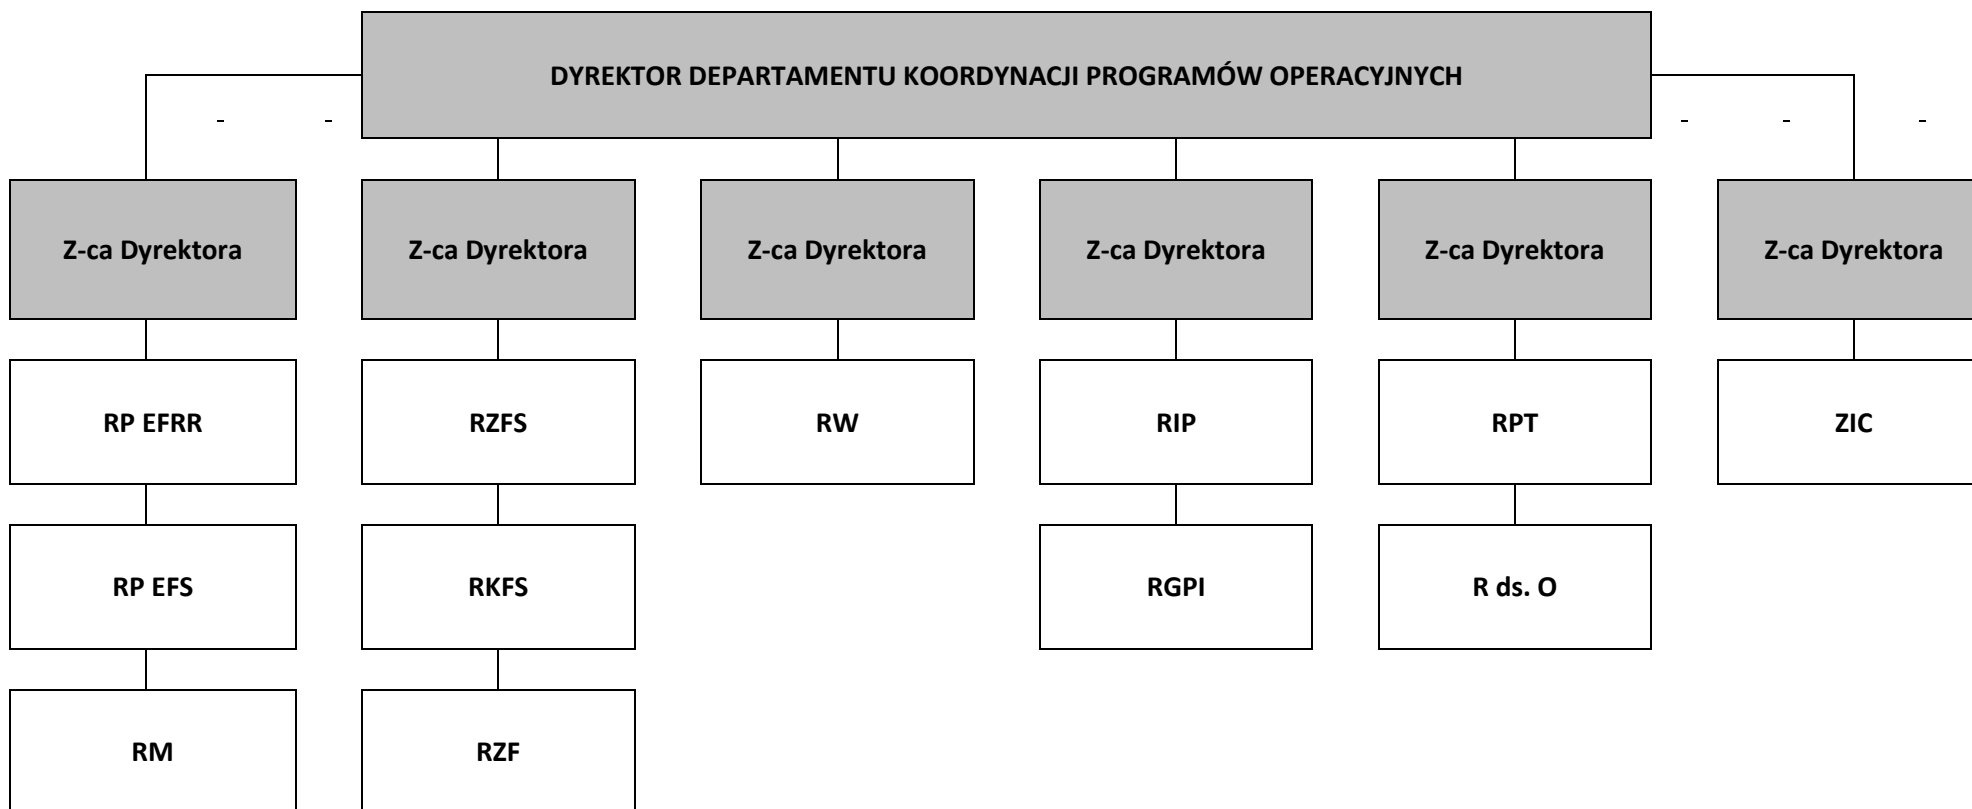 DYREKTOR DEPARTAMENTU KOORDYNACJI PROGRAMÓW OPERACYJNYCH
- - - - -
Z-ca Dyrektora
Z-ca Dyrektora
Z-ca Dyrektora
Z-ca Dyrektora
Z-ca Dyrektora
Z-ca Dyrektora
RP EFRR
RZFS
RW
RIP
RPT
ZIC
RP EFS
RKFS
RGPI
R ds. O
RM
RZF